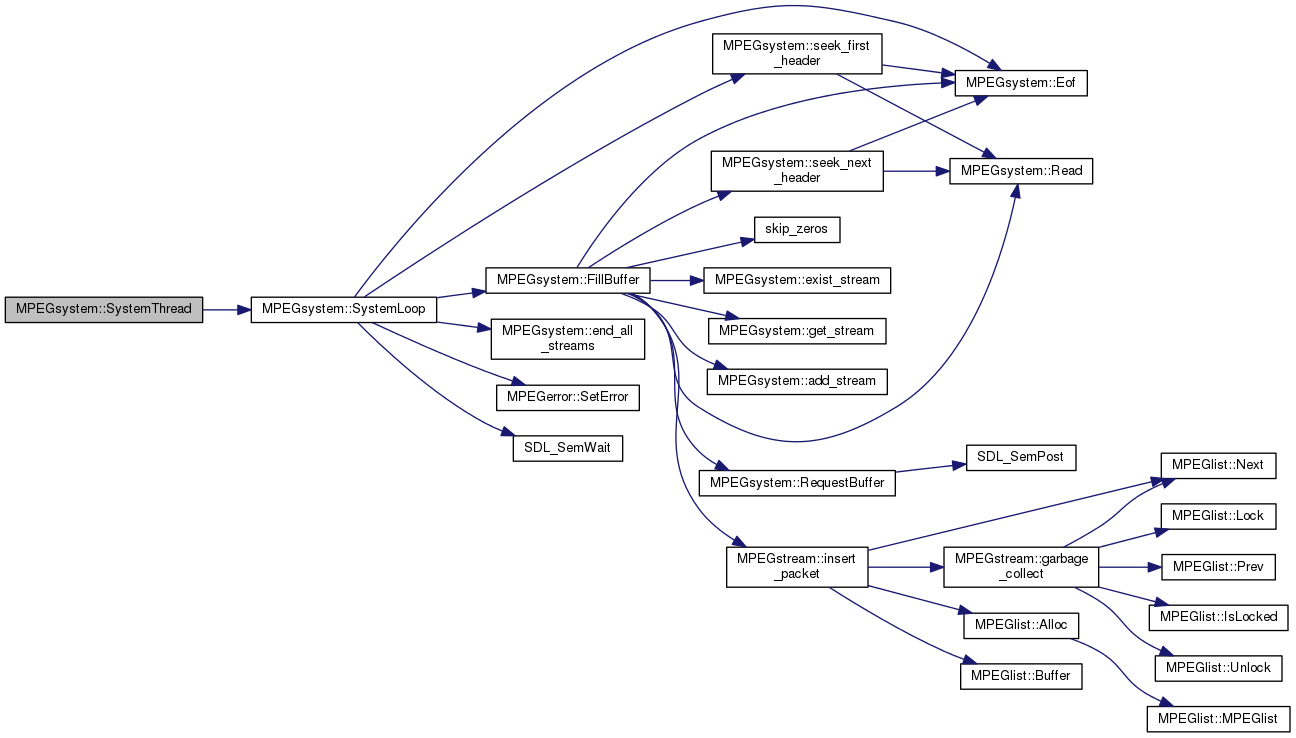 MPEGsystem::SystemThread
MPEGsystem::SystemLoop
MPEGsystem::FillBuffer
MPEGsystem::end_all
_streams
MPEGerror::SetError
SDL_SemWait
MPEGsystem::seek_first
_header
MPEGsystem::seek_next
_header
skip_zeros
MPEGsystem::exist_stream
MPEGsystem::get_stream
MPEGsystem::add_stream
MPEGsystem::RequestBuffer
MPEGstream::insert
_packet
MPEGsystem::Eof
MPEGsystem::Read
SDL_SemPost
MPEGstream::garbage
_collect
MPEGlist::Alloc
MPEGlist::Buffer
MPEGlist::Next
MPEGlist::Lock
MPEGlist::Prev
MPEGlist::IsLocked
MPEGlist::Unlock
MPEGlist::MPEGlist